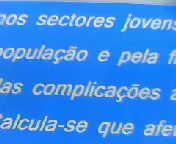 nos sectores jovens
população e pela f
das complicações a
Calcula-se que afe